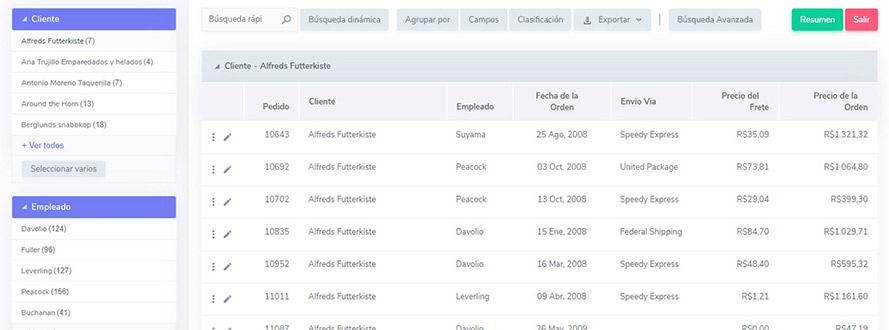 Cliente
Alfreds Futterkiste (7)
Ana Trujillo Emparedados y helados (4)
Antonio Moreno Taquerila (7)
Around the Horn (13)
Berglunds snabbkop (18)
+ Ver todos
Seleccionar varios
Empleado
Davolio (124)
Fuller (96)
Leverling (127)
Peacock (156)
Buchanan (41)
Búsqueda rápi Búsqueda dinámica Agrupar por Campos Clasificación Exportar | Búsqueda Avanzada Resumen Salir
Cliente - Alfreds Futterkiste
Pedido Cliente Empleado Fecha de la Orden Envio Via Precio del Frete Precio de la Orden
10643 Alfreds Futterkiste Suyama 25 Ago, 2008 Speedy Express R$35,09 R$1.321,32
10692 Alfreds Futterkiste Peacock 03 Oct, 2008 United Package R$73,81 R$1.064,80
10702 Alfreds Futterkiste Peacock 13 Oct, 2008 Speedy Express R$29,04 R$399,30
10835 Alfreds Futterkiste Davolio 15 Ene, 2008 Federal Shipping R$84,70 R$1.029,71
10952 Alfreds Futterkiste Davolio 16 Mar, 2008 Speedy Express R$48,40 R$595,32
11011 Alfreds Futterkiste Leverling 09 Abr, 2008 Speedy Express R$1,21 R$1.161,60
11087 Alfreds Futterkiste Davolio 26 May, 2009 Speedy Express R$0,00 R$47,19